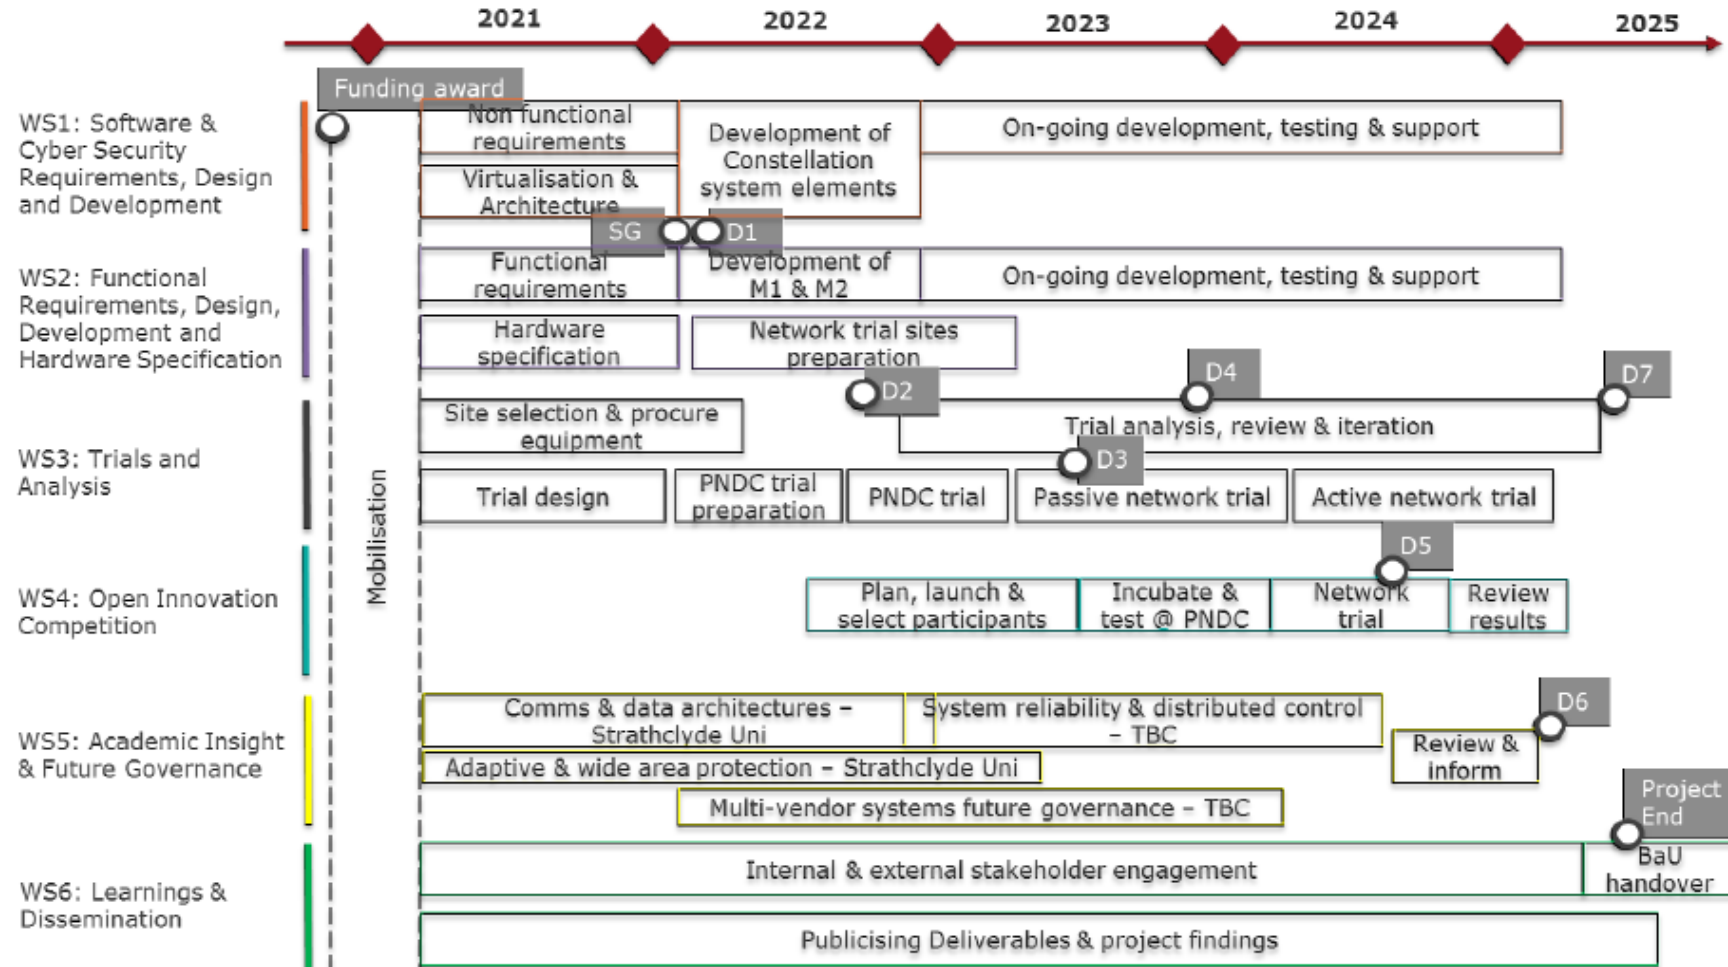 2021
2022
2023
2024
2025
Funding award
WS1: Software &
Cyber Security
Requirements, Design
and Development
Non functional
requirements
Virtualisation &
Architecture
Development of
Constellation
system elements
On-going development, testing & support
SG
D1
WS2: Functional
Requirements, Design,
Development and
Hardware Specification
Functional
requirements
Development of
M1 & M2
On-going development, testing & support
Hardware
specification
Network trial sites
preparation
D2
D4
D7
WS3: Trials and
Analysis
Site selection & procure
equipment
Trial analysis, review & iteration
D3
Trial design
PNDC trial
preparation
PNDC trial
Passive network trial
Active network trial
Mobilisation
D5
WS4: Open Innovation
Competition
Plan, launch &
select participants
Incubate &
test @ PNDC
Network
trial
Review
results
WS5: Academic Insight
& Future Governance
Comms & data architectures –
Strathclyde Uni
System reliability & distributed control
– TBC
D6
Review &
inform
Adaptive & wide area protection – Strathclyde Uni
Multi-vendor systems future governance – TBC
Project
End
WS6: Learnings &
Dissemination
Internal & external stakeholder engagement
BaU
handover
Publicising Deliverables & project findings